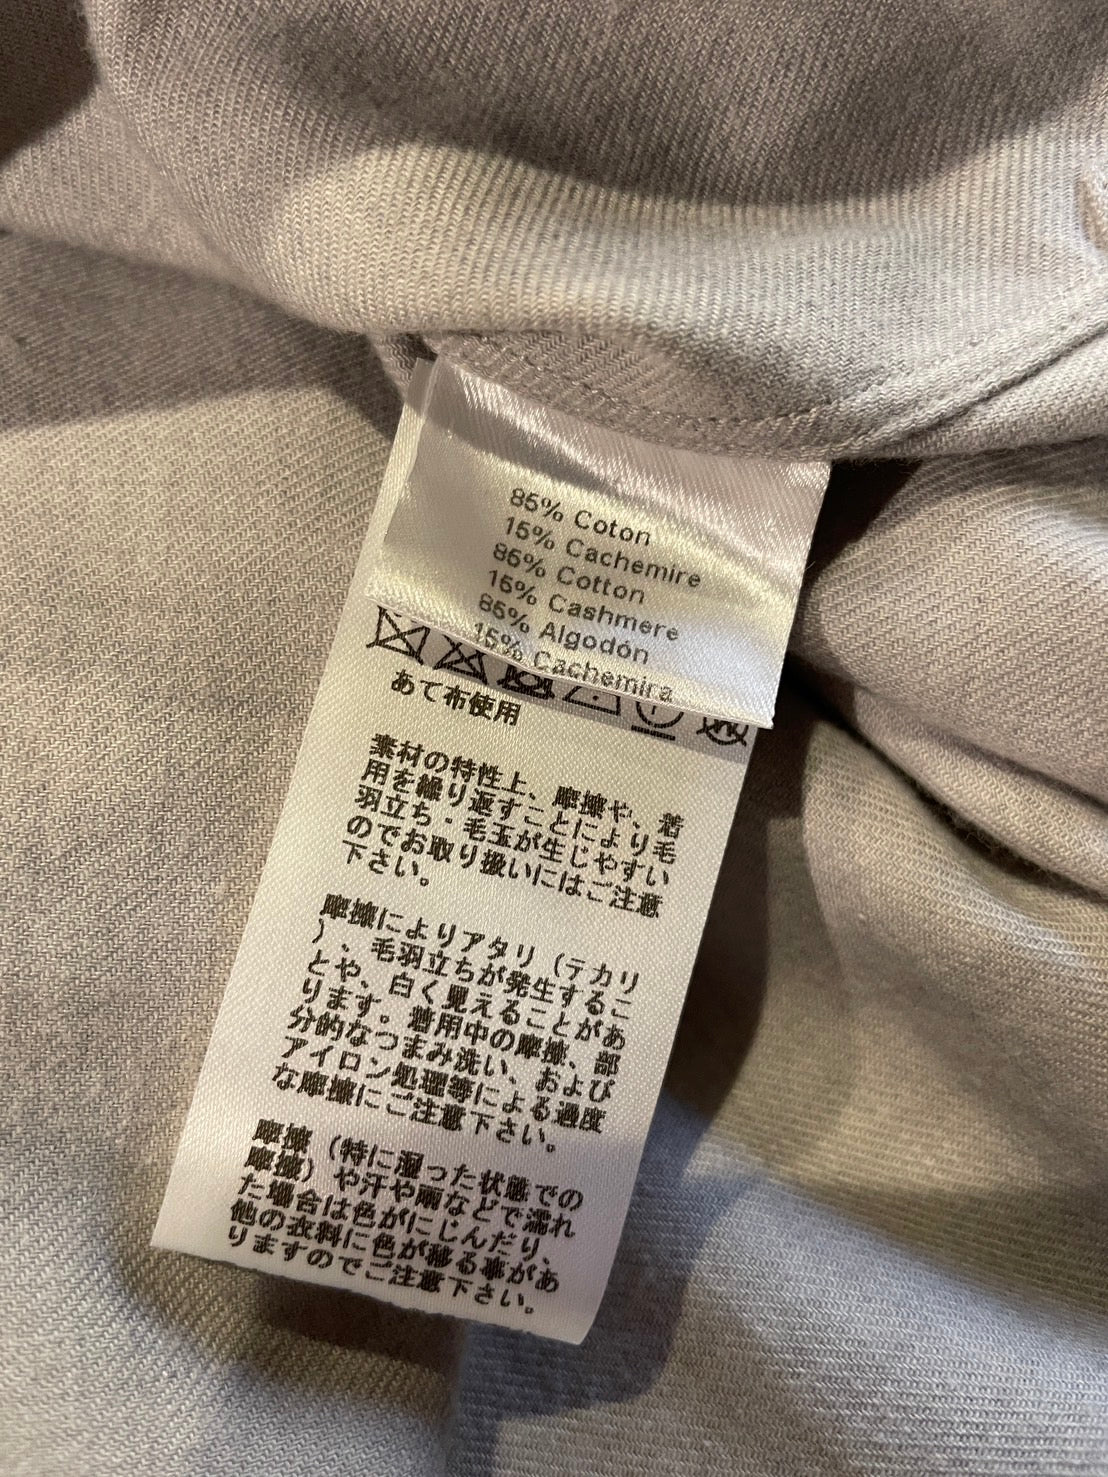 85% Coton
15% Cachemire
85% Cotton
15% Cashmere
85% Algodón
15% Cachemira
あて布使用
素材の特性上、摩擦や、着
用を繰り返すことにより毛
羽立ち・毛玉が生じやすい
のでお取り扱いにはご注意
下さい。
摩擦によりアタリ（テカリ
）、毛羽立ちが発生するこ
とや、白く見えることがあ
ります。着用中の摩擦、部
分的なつまみ洗い、および
アイロン処理等による過度
な摩擦にご注意下さい。
摩擦（特に湿った状態での
摩擦）や汗や雨などで濡れ
た場合は色がにじんだり、
他の衣料に色が移る事があ
りますのでご注意下さい。